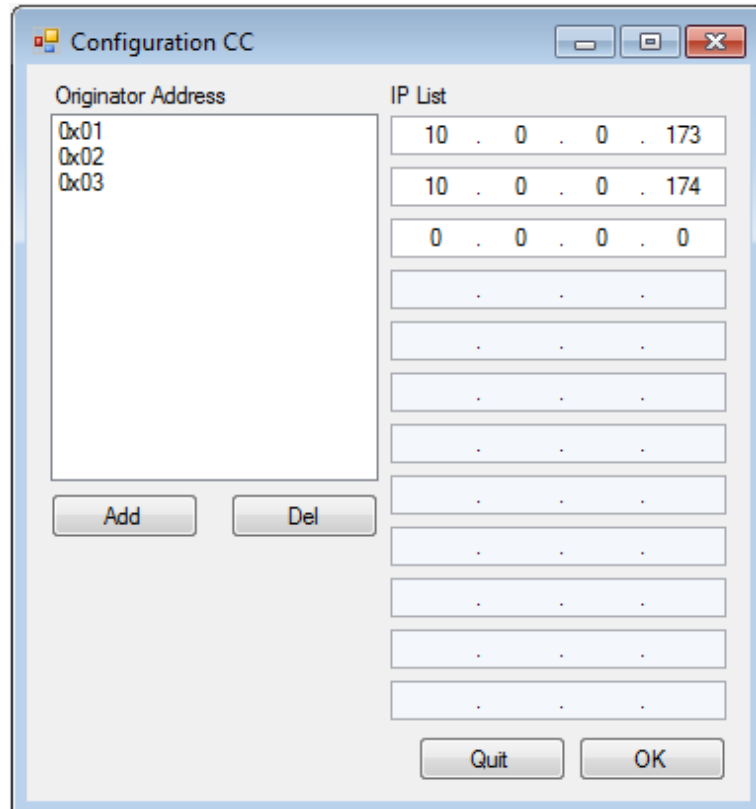 Configuration CC
Originator Address
0x01
0x02
0x03
Add Del
IP List
10 . 0 . 0 . 173
10 . 0 . 0 . 174
0 . 0 . 0 . 0
. . .
. . .
. . .
. . .
. . .
. . .
. . .
. . .
. . .
Quit OK